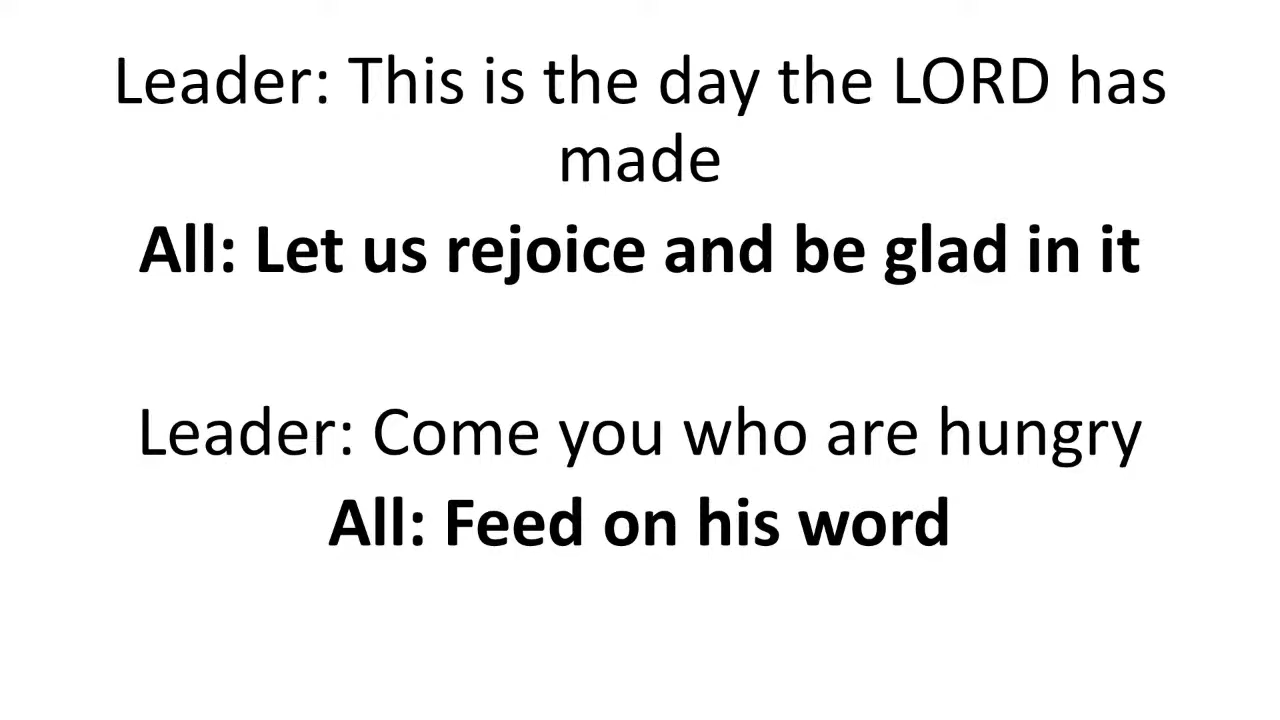 Leader: This is the day the LORD has
made
All: Let us rejoice and be glad in it
Leader: Come you who are hungry
All: Feed on his word